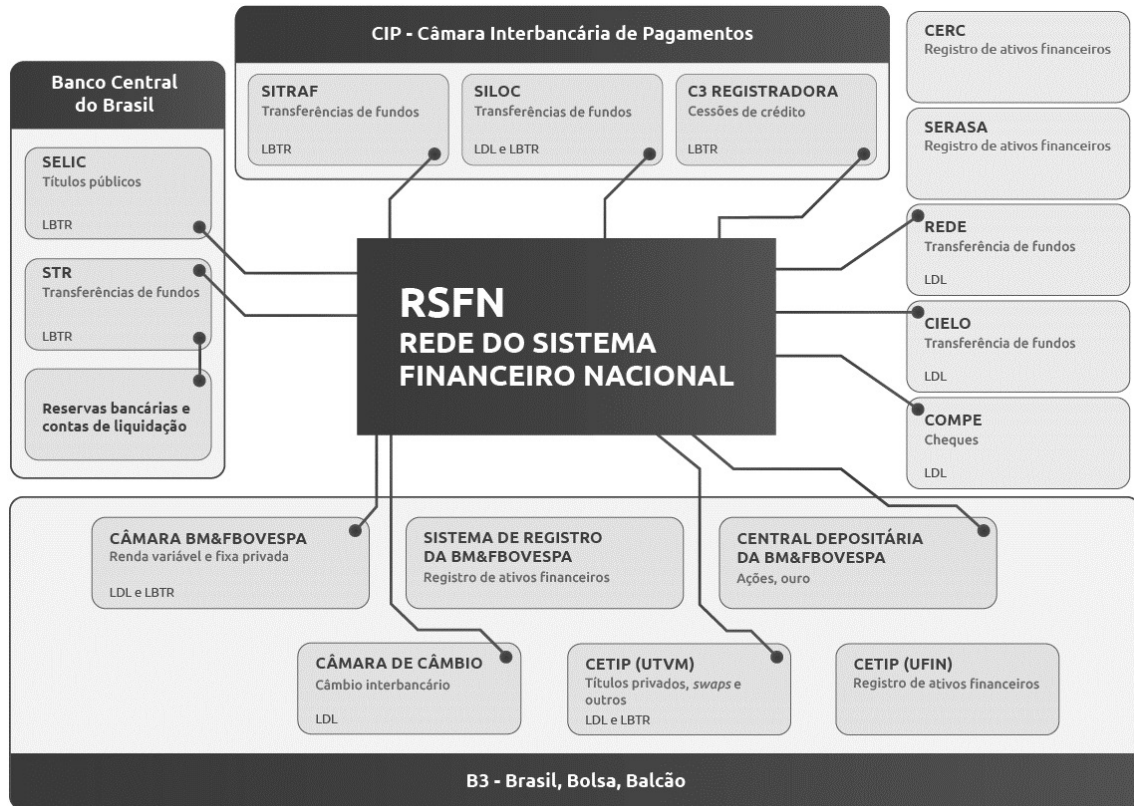 CIP - Câmara Interbancária de Pagamentos
SITRAF
Transferências de fundos
LBTR
SILOC
Transferências de fundos
LDL e LBTR
C3 REGISTRADORA
Cessões de crédito
LBTR
CERC
Registro de ativos financeiros
SERASA
Registro de ativos financeiros
REDE
Transferência de fundos
LDL
CIELO
Transferência de fundos
LDL
COMPE
Cheques
LDL
Banco Central
do Brasil
SELIC
Títulos públicos
LBTR
STR
Transferências de fundos
LBTR
Reservas bancárias e
contas de liquidação
RSFN
REDE DO SISTEMA
FINANCEIRO NACIONAL
CÂMARA BM&FBOVESPA
Renda variável e fixa privada
LDL e LBTR
SISTEMA DE REGISTRO
DA BM&FBOVESPA
Registro de ativos financeiros
CENTRAL DEPOSITÁRIA
DA BM&FBOVESPA
Ações, ouro
CÂMARA DE CÂMBIO
Câmbio interbancário
LDL
CETIP (UTVM)
Títulos privados, swaps e
outros
LDL e LBTR
CETIP (UFIN)
Registro de ativos financeiros
B3 - Brasil, Bolsa, Balcão